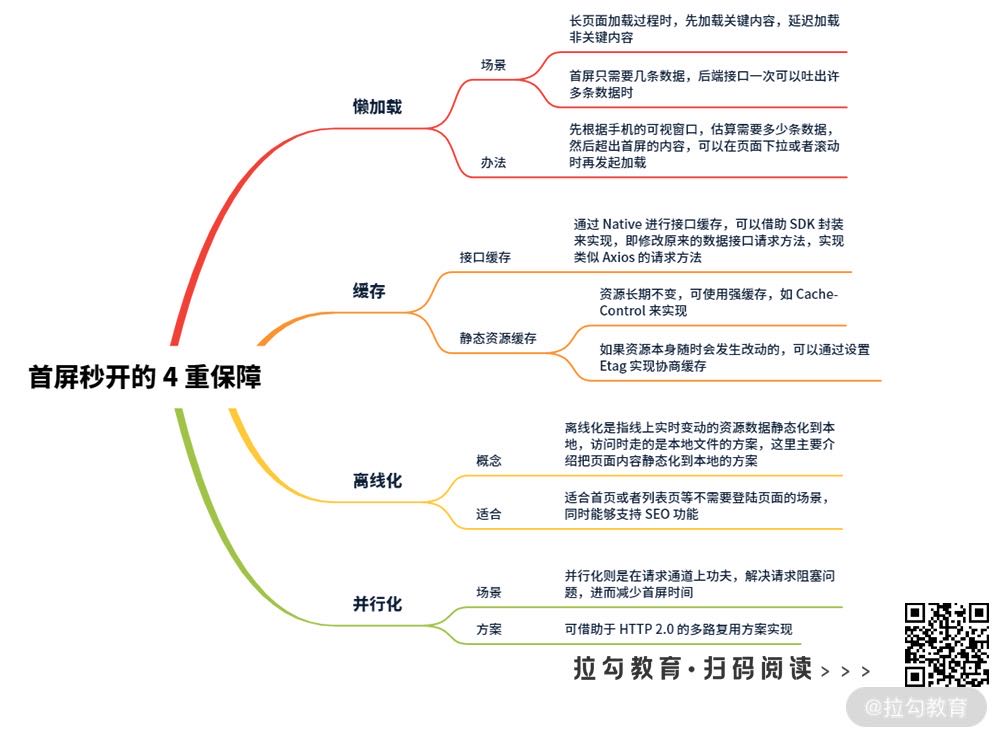 首屏秒开的 4 重保障
懒加载
场景
长页面加载过程时，先加载关键内容，延迟加载
非关键内容
首屏只需要几条数据，后端接口一次可以吐出许
多条数据时
办法
先根据手机的可视窗口，估算需要多少条数据，
然后超出首屏的内容，可以在页面下拉或者滚动
时再发起加载
缓存
接口缓存
通过 Native 进行接口缓存，可以借助 SDK 封装
来实现，即修改原来的数据接口请求方法，实现
类似 Axios 的请求方法
静态资源缓存
资源长期不变，可使用强缓存，如 Cache-
Control 来实现
如果资源本身随时会发生改动的，可以通过设置
Etag 实现协商缓存
离线化
概念
离线化是指线上实时变动的资源数据静态化到本
地，访问时走的是本地文件的方案，这里主要介
绍把页面内容静态化到本地的方案
适合
适合首页或者列表页等不需要登陆页面的场景，
同时能够支持 SEO 功能
并行化
场景
并行化则是在请求通道上功夫，解决请求阻塞问
题，进而减少首屏时间
方案
可借助于 HTTP 2.0 的多路复用方案实现
拉勾教育·扫码阅读 > > >
@拉勾教育